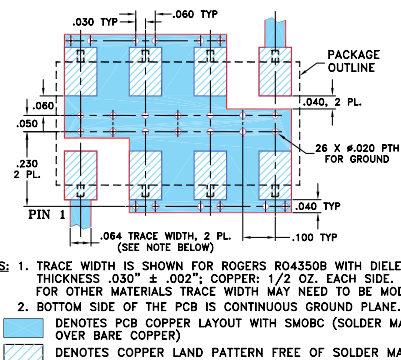 .030 TYP
.060 TYP
PACKAGE
OUTLINE
.060
.040, 2 PL.
.050
26 X ø.020 PTH
FOR GROUND
.230
2 PL.
PIN 1
.040 TYP
.064 TRACE WIDTH, 2 PL.
(SEE NOTE BELOW)
.100 TYP
S: 1. TRACE WIDTH IS SHOWN FOR ROGERS RO4350B WITH DIELE
THICKNESS .030" ± .002"; COPPER: 1/2 OZ. EACH SIDE.
FOR OTHER MATERIALS TRACE WIDTH MAY NEED TO BE MOD
2. BOTTOM SIDE OF THE PCB IS CONTINUOUS GROUND PLANE.
DENOTES PCB COPPER LAYOUT WITH SMOBC (SOLDER MA
OVER BARE COPPER)
DENOTES COPPER LAND PATTERN FREE OF SOLDER MA